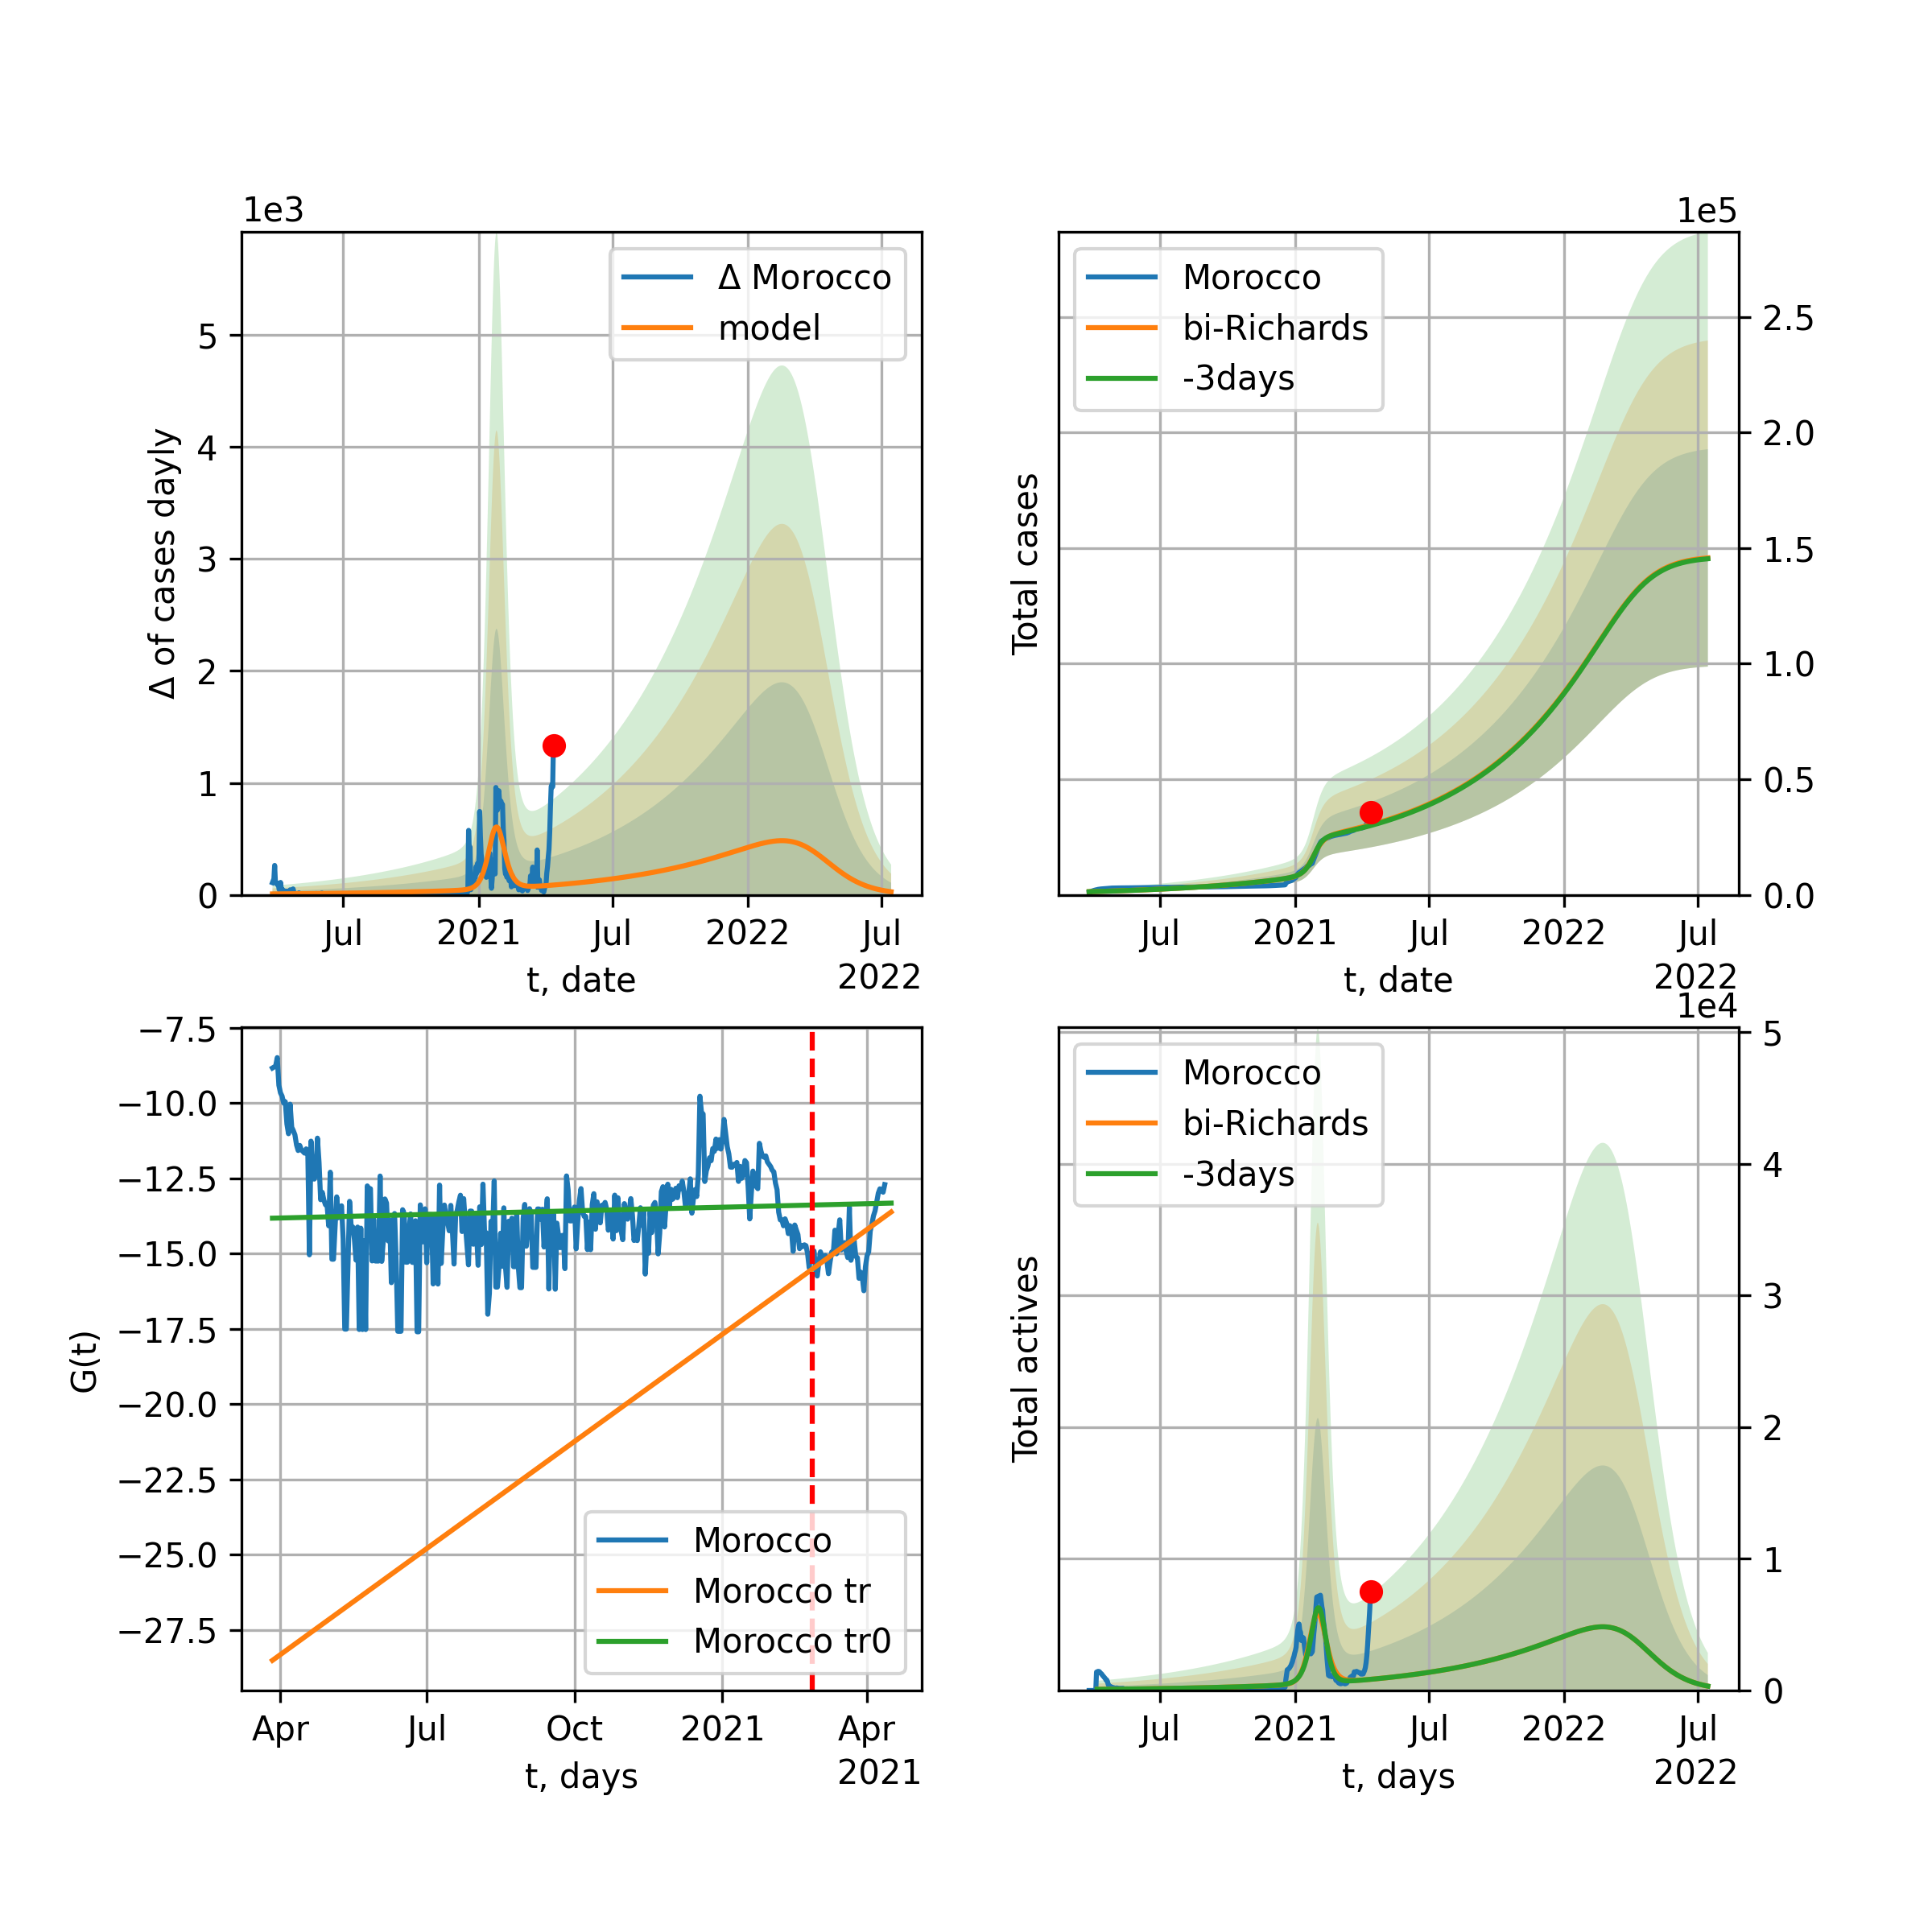 1e3
Δ Morocco
model
5
4
3
2
1
0
Δ of cases dayly
Jul
2021
Jul
2022
Jul
2022
t, date
1e5
Morocco
bi-Richards
-3days
2.5
2.0
1.5
1.0
0.5
0.0
Total cases
Jul
2021
Jul
2022
Jul
2022
t, date
−7.5
−10.0
−12.5
−15.0
−17.5
−20.0
−22.5
−25.0
−27.5
G(t)
Morocco
Morocco tr
Morocco tr0
Apr
Jul
Oct
2021
Apr
2021
t, days
1e4
Morocco
bi-Richards
-3days
5
4
3
2
1
0
Total actives
Jul
2021
Jul
2022
Jul
2022
t, days